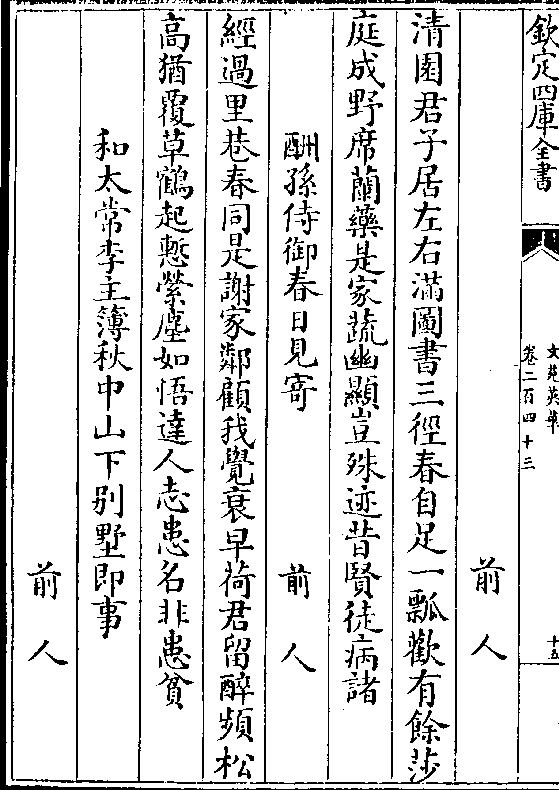 欽定四庫全書
文苑英華
卷二百四十三
十五
前人
清園君子居左右滿圖書三徑春自足一瓢歡有餘莎
庭成野席蘭藥是家蔬幽顯豈殊迹昔賢徒病諸
酬孫侍御春日見寄
前人
經過里巷春同是謝家鄰顧我覺衰早荷君留醉頻松
高猶覆草鶴起慙縈塵如悟達人志患名非患貧
和太常李主簿秋中山下别墅即事
前人